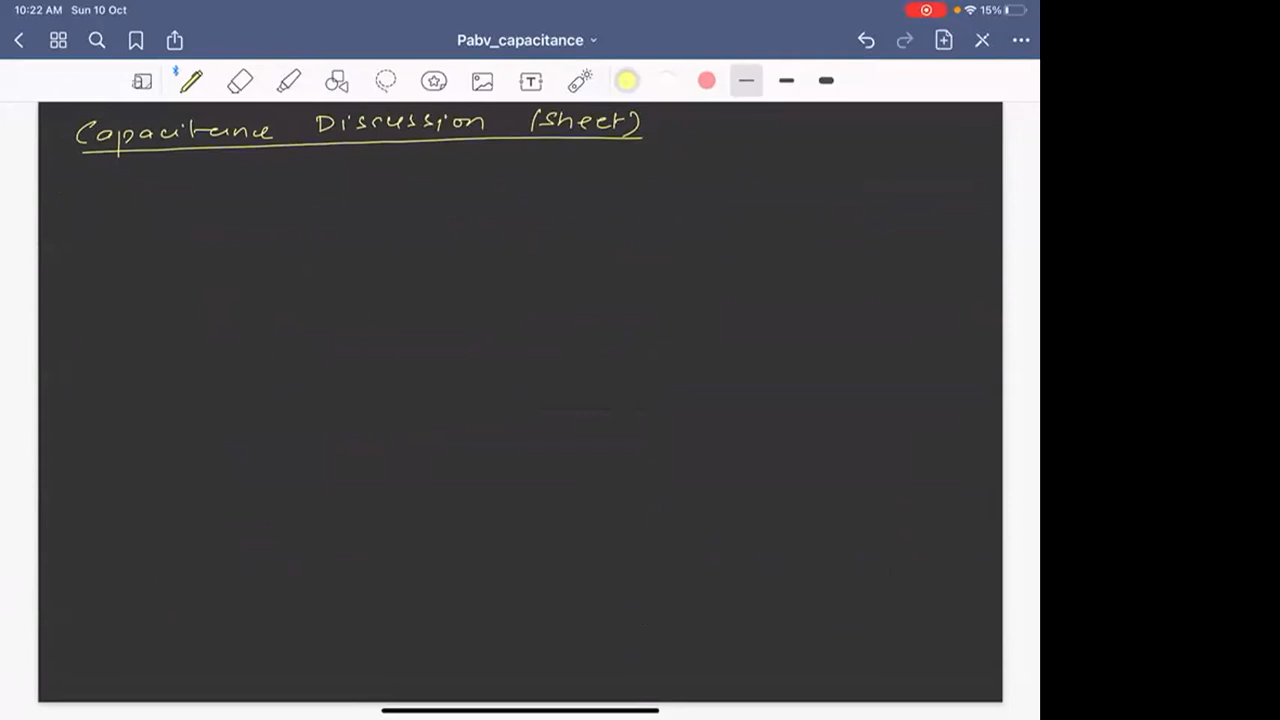 10:22 AM Sun 10 Oct 15%
Pabv_capacitance
T
Capacitance Discussion (sheet)